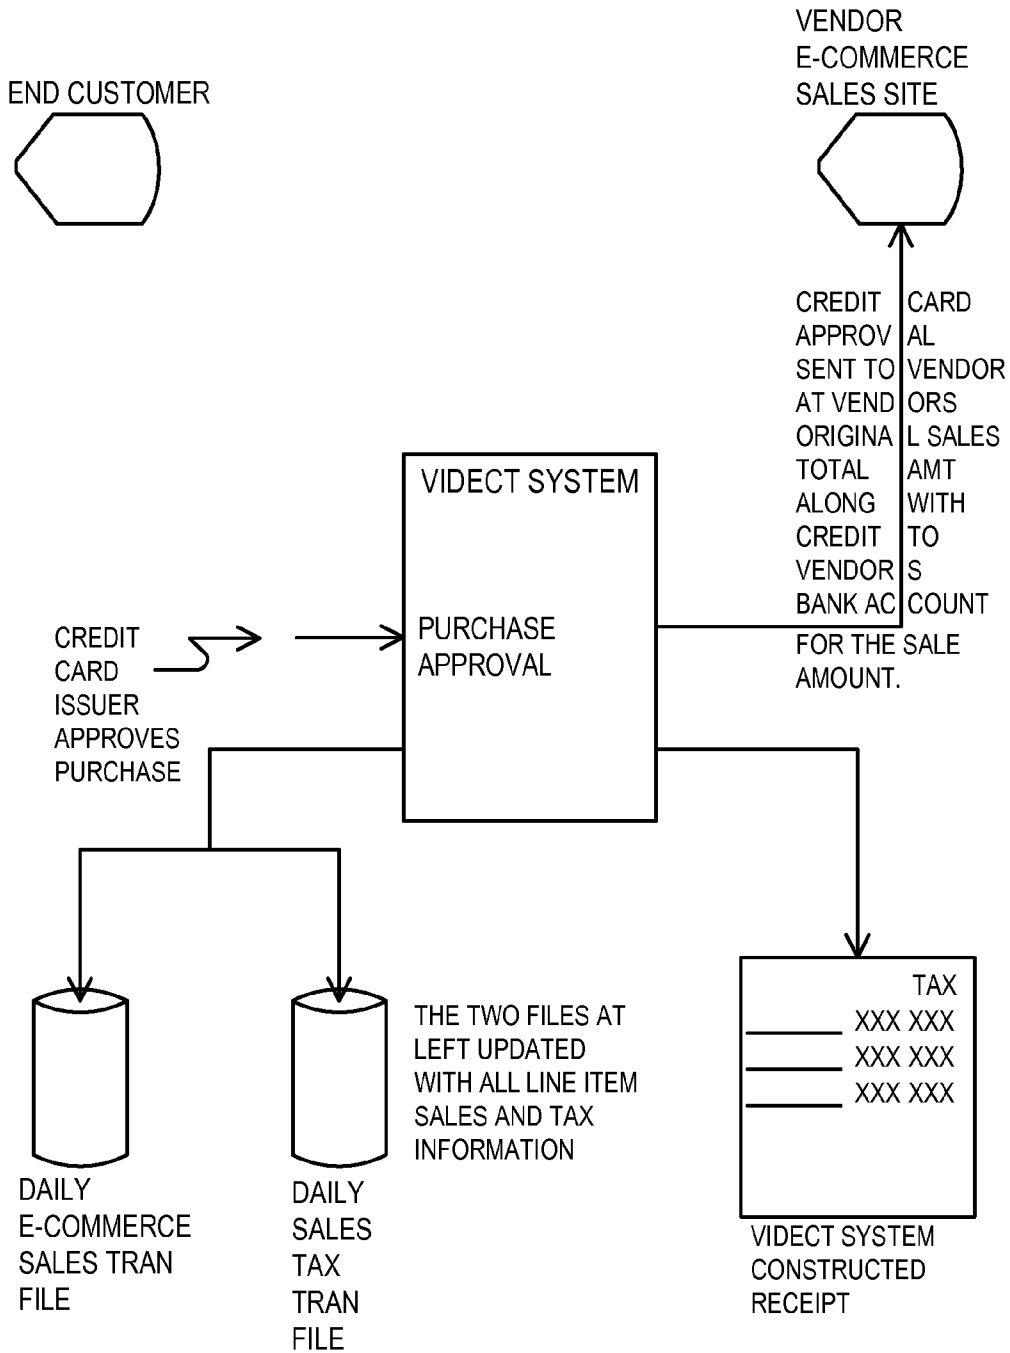 END CUSTOMER
VENDOR
E-COMMERCE
SALES SITE
CREDIT CARD
APPROVAL
SENT TO VENDOR
AT VENDORS
ORIGINAL SALES
TOTAL AMT
ALONG WITH
CREDIT TO
VENDORS
BANK ACCOUNT
FOR THE SALE
AMOUNT.
VIDECT SYSTEM
PURCHASE
APPROVAL
CREDIT
CARD
ISSUER
APPROVES
PURCHASE
DAILY
E-COMMERCE
SALES TRAN
FILE
DAILY
SALES
TAX
TRAN
FILE
THE TWO FILES AT
LEFT UPDATED
WITH ALL LINE ITEM
SALES AND TAX
INFORMATION
TAX
XXX XXX
XXX XXX
XXX XXX
VIDECT SYSTEM
CONSTRUCTED
RECEIPT